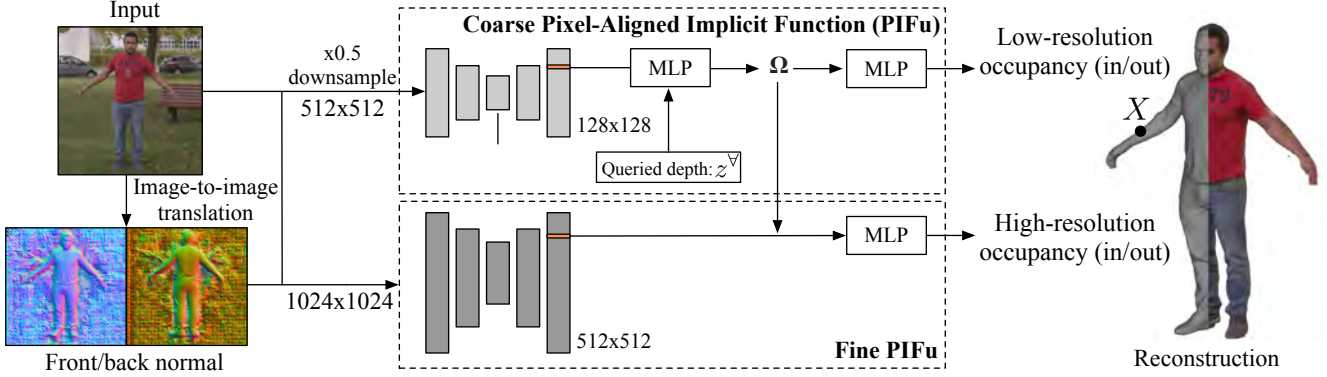 Input
Image-to-image
translation
Front/back normal
x0.5
downsample
512x512
1024x1024
Coarse Pixel-Aligned Implicit Function (PIFu)
MLP
Ω
MLP
128x128
Queried depth: z∀
MLP
512x512
Fine PIFu
Low-resolution
occupancy (in/out)
High-resolution
occupancy (in/out)
X
79
Reconstruction